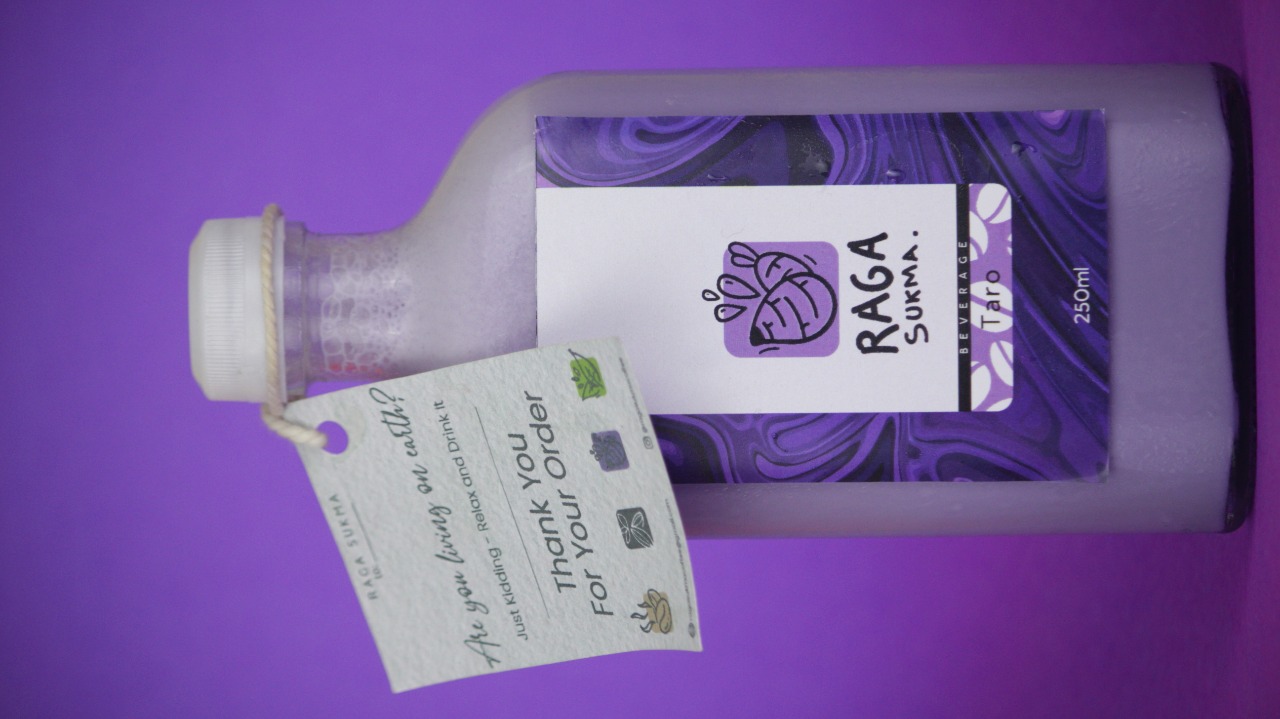 RAGA SUKMA
to:
Are you living on earth?
Just Kidding - Relax and Drink It
Thank You
For Your Order
RAGA
SUKMA.
BEVERAGE
Taro
250ml